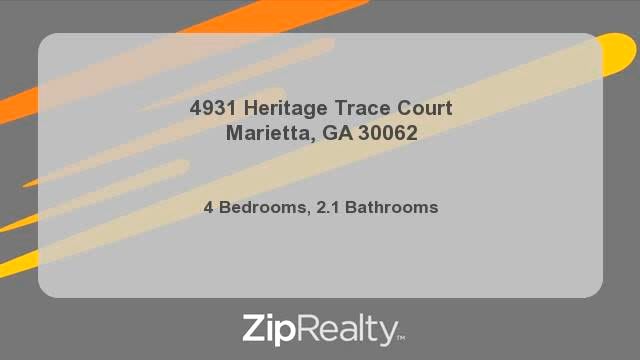 4931 Heritage Trace Court
Marietta, GA 30062
4 Bedrooms, 2.1 Bathrooms
ZipRealty™